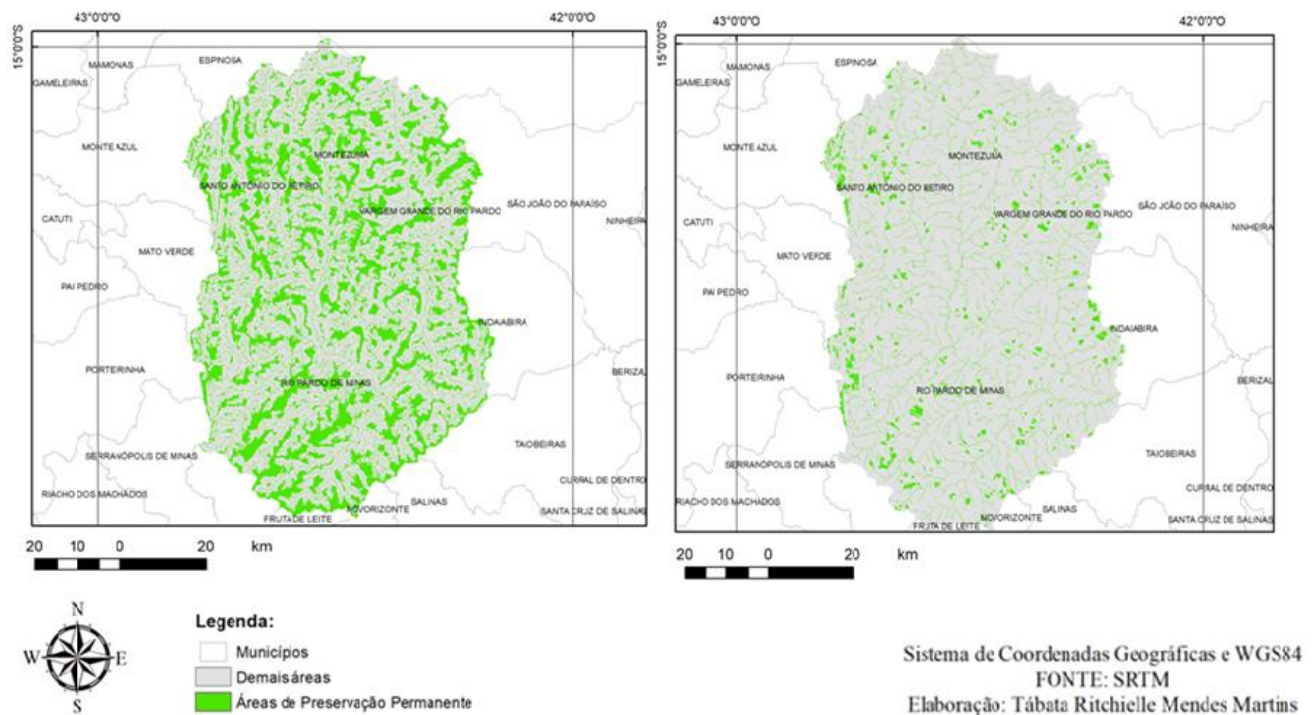 43°0'0"O
42°0'0"O
15°0'0"S
MAMONAS
ESPINOSA
GAMELEIRAS
MONTE AZUL
MONTEZUMA
SANTO ANTÔNIO DO RETIRO
CATUTI
VARGEM GRANDE DO RIO PARDO
SÃO JOÃO DO PARAÍSO
NINHEIRA
MATO VERDE
PAI PEDRO
INDAIABIRA
PORTEIRINHA
RIO PARDO DE MINAS
BERIZAL
TAIOBEIRAS
SERRANÓPOLIS DE MINAS
CURRAL DE DENTRO
RIACHO DOS MACHADOS
SALINAS
NOVORIZONTE
SANTA CRUZ DE SALINAS
FRUTA DE LEITE
20 10 0 20 km
43°0'0"O
42°0'0"O
15°0'0"S
MAMONAS
ESPINOSA
GAMELEIRAS
MONTE AZUL
MONTEZUMA
SANTO ANTÔNIO DO RETIRO
CATUTI
VARGEM GRANDE DO RIO PARDO
SÃO JOÃO DO PARAÍSO
NINHEIRA
MATO VERDE
PAI PEDRO
INDAIABIRA
PORTEIRINHA
RIO PARDO DE MINAS
BERIZAL
TAIOBEIRAS
SERRANÓPOLIS DE MINAS
CURRAL DE DENTRO
RIACHO DOS MACHADOS
SALINAS
NOVORIZONTE
SANTA CRUZ DE SALINAS
FRUTA DE LEITE
20 10 0 20 km
N
W E
S
Legenda:
Municípos
Demaisáreas
Áreas de Preservação Permanente
Sistema de Coordenadas Geográficas e WGS84
FONTE: SRTM
Elaboração: Tábata Ritchielle Mendes Martins